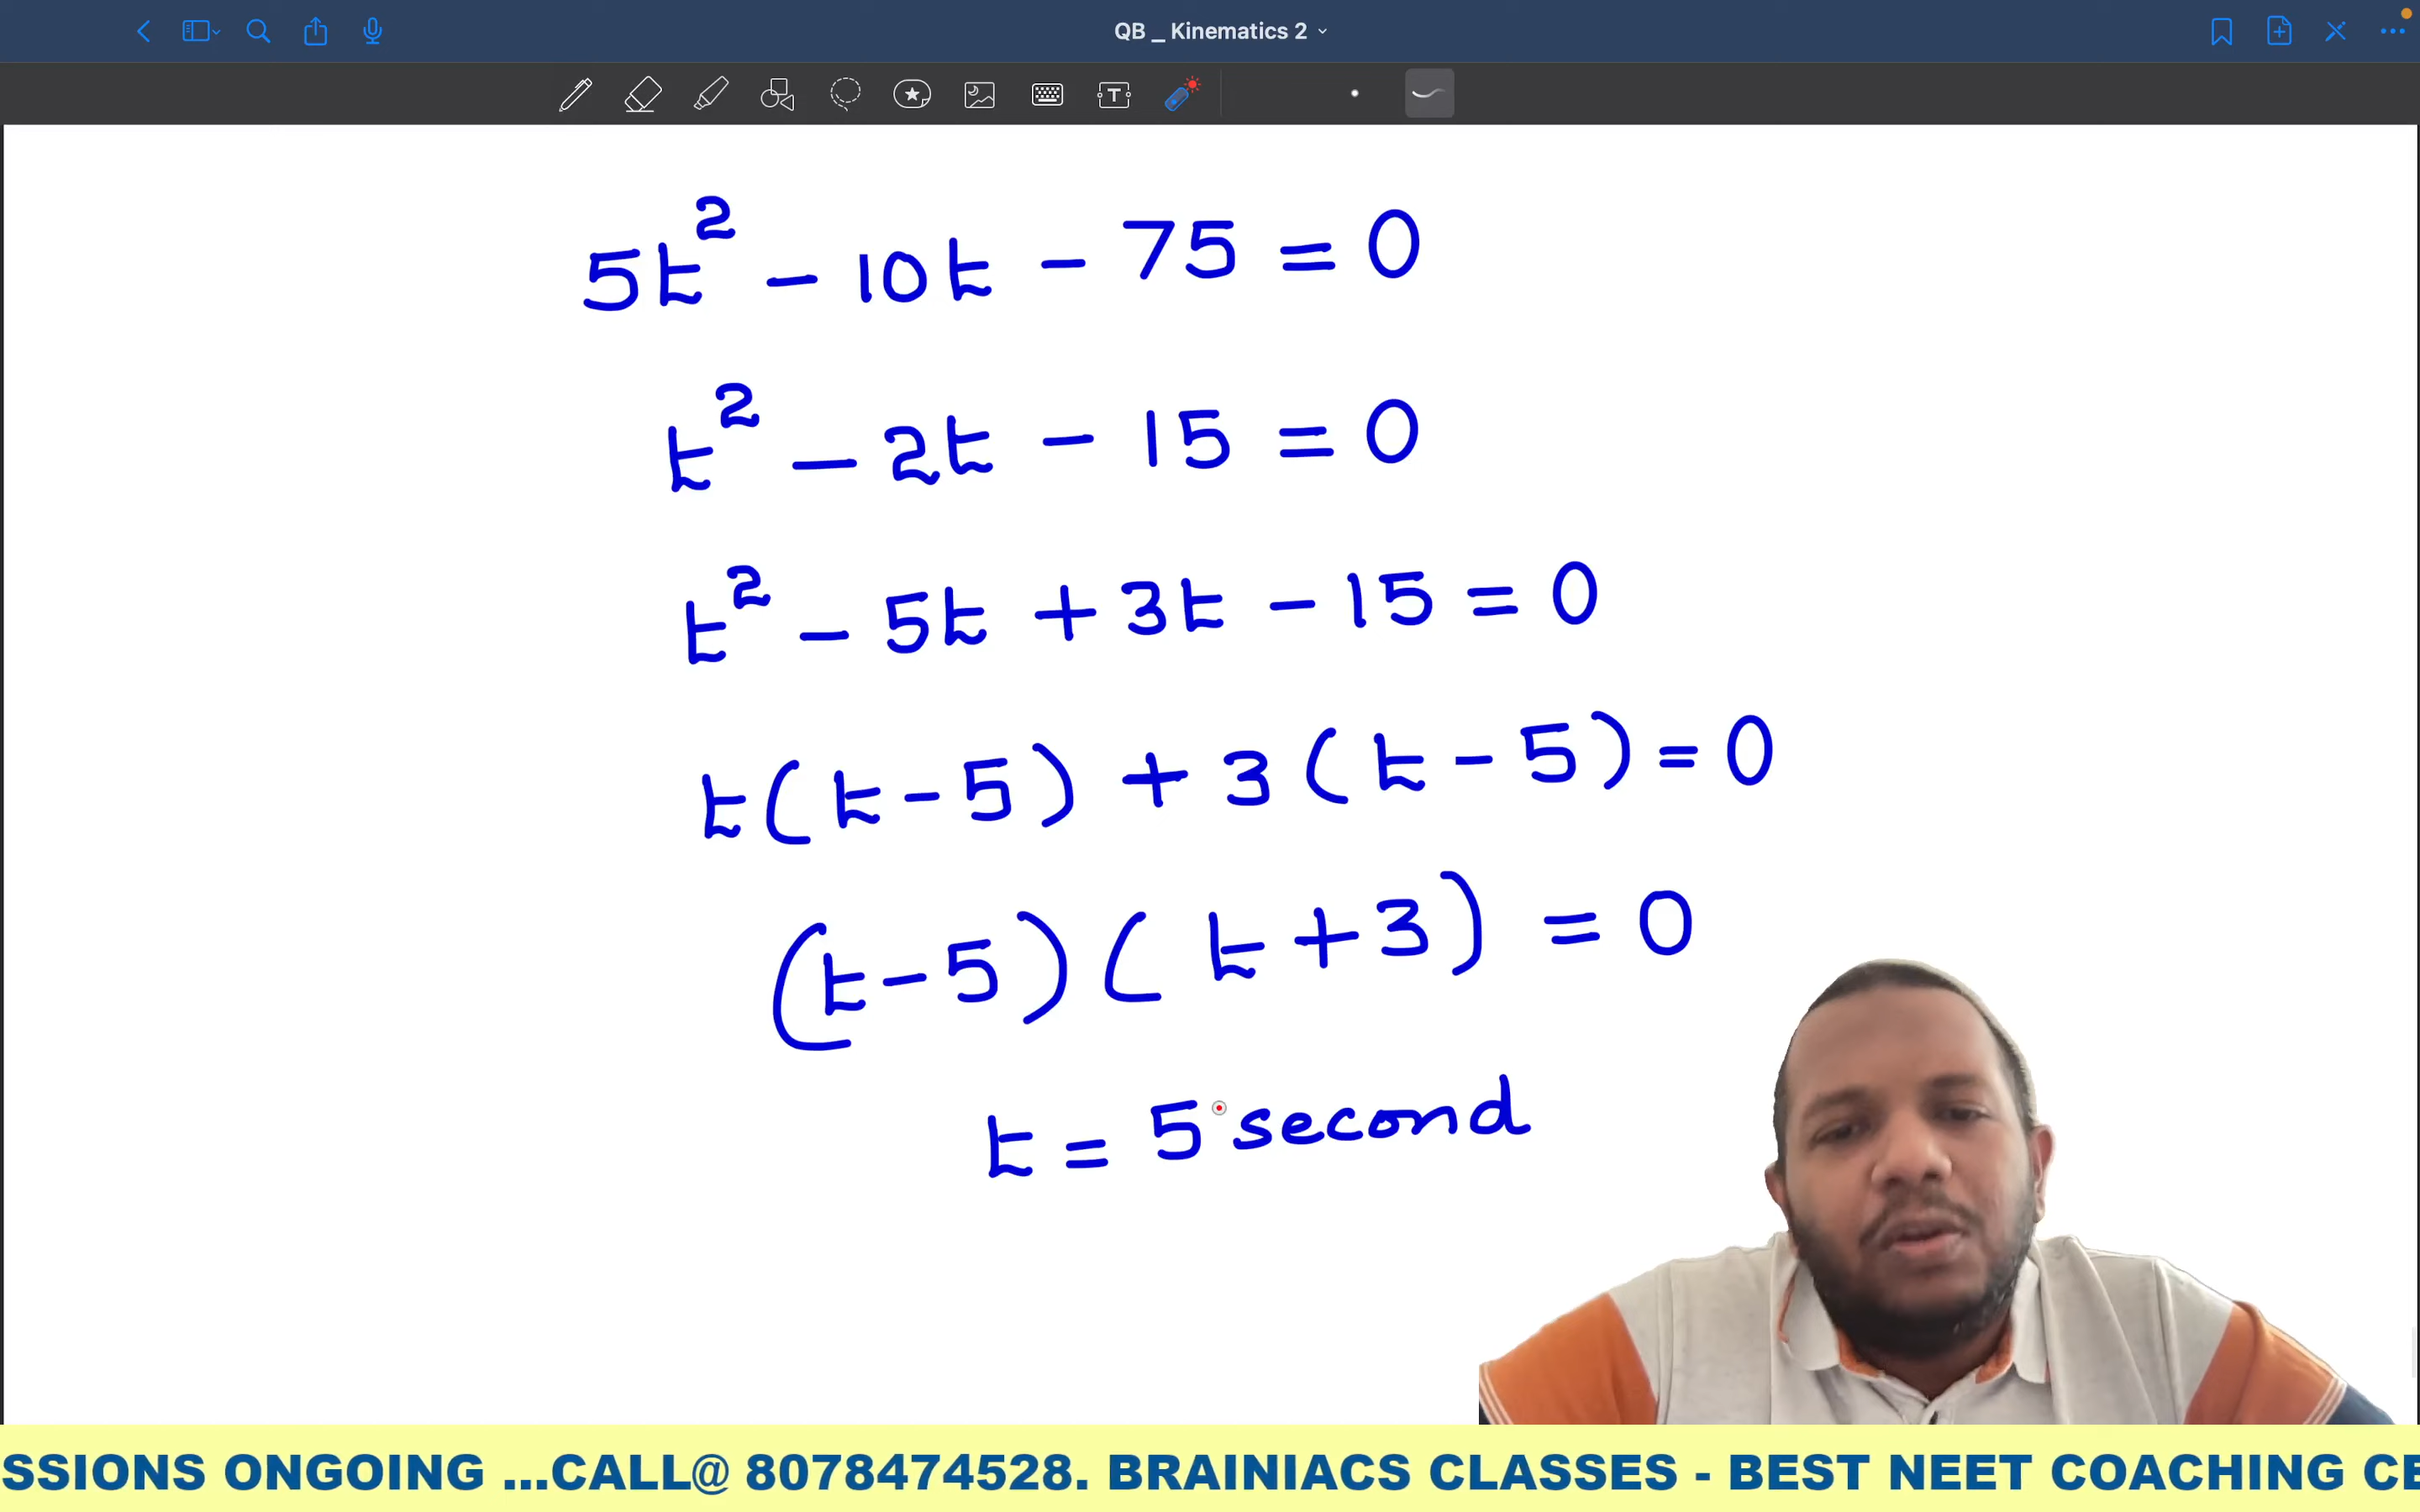 QB _ Kinematics 2
5t² - 10t - 75 = 0
t² - 2t - 15 = 0
t² - 5t + 3t - 15 = 0
t(t-5) + 3(t-5) = 0
(t-5)(t+3) = 0
t = 5 second
SSIONS ONGOING ...CALL@ 8078474528. BRAINIACS CLASSES - BEST NEET COACHING CE